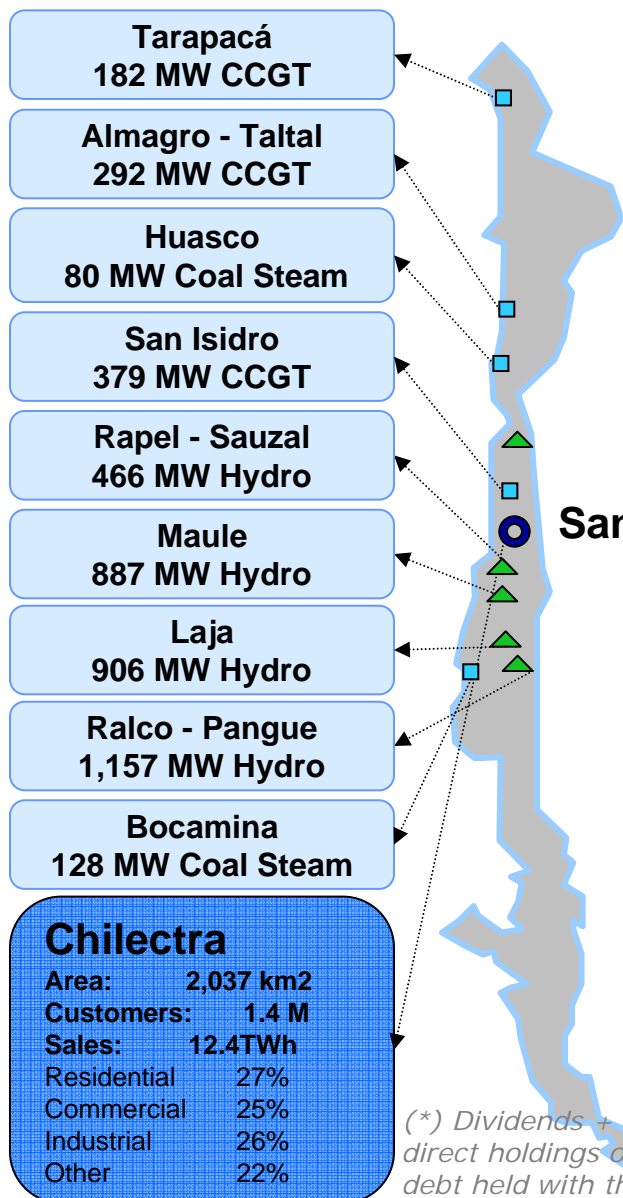 Tarapacá
182 MW CCGT
Almagro - Taltal
292 MW CCGT
Huasco
80 MW Coal Steam
San Isidro
379 MW CCGT
Rapel - Sauzal
466 MW Hydro
Maule
887 MW Hydro
Laja
906 MW Hydro
Ralco - Pangue
1,157 MW Hydro
Bocamina
128 MW Coal Steam
Chilectra
Area: 2,037 km2
Customers: 1.4 M
Sales: 12.4TWh
Residential 27%
Commercial 25%
Industrial 26%
Other 22%
(*) Dividends +
direct holdings
debt held with